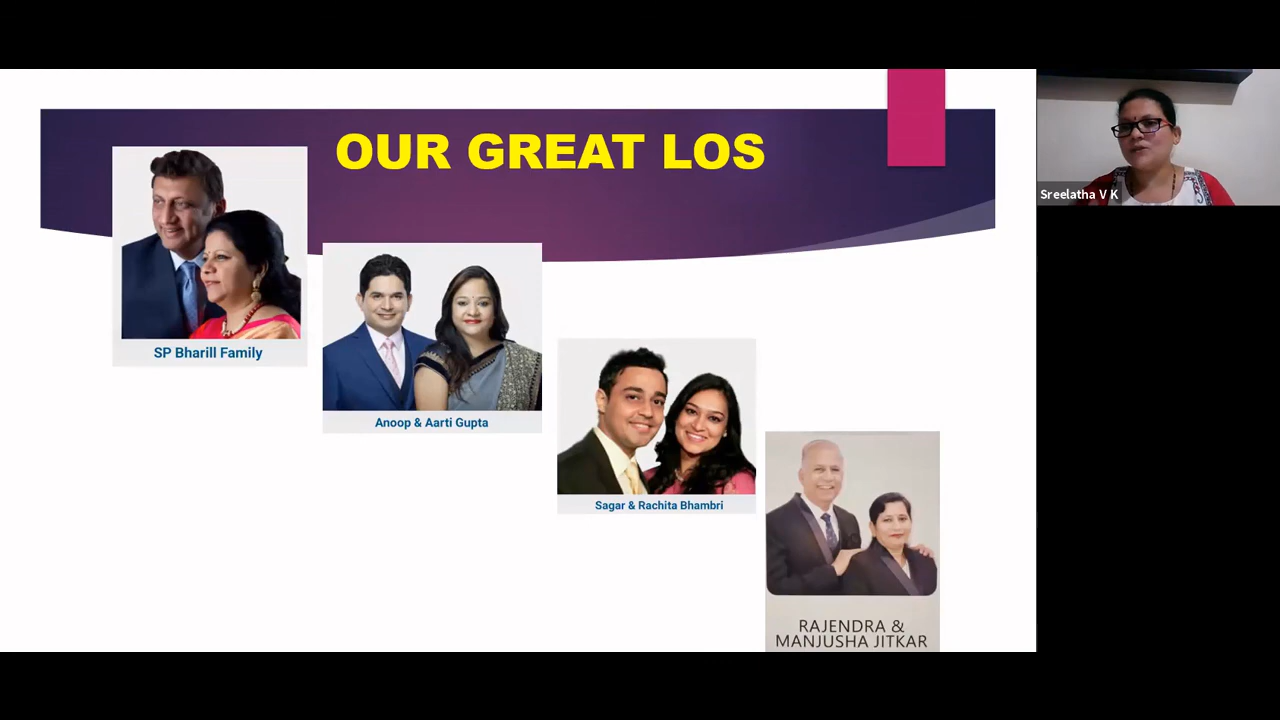 OUR GREAT LOS
SP Bharill Family
Anoop & Aarti Gupta
Sagar & Rachita Bhambri
RAJENDRA &
MANJUSHA JITKAR
Sreelatha V K